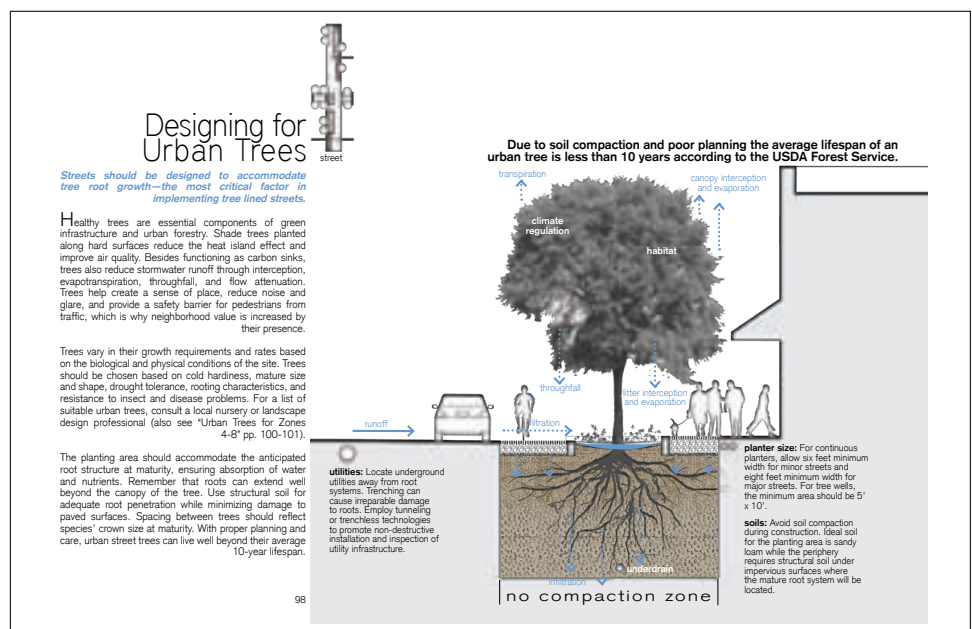 Designing for
Urban Trees
street
Streets should be designed to accommodate
tree root growth—the most critical factor in
implementing tree lined streets.
Healthy trees are essential components of green
infrastructure and urban forestry. Shade trees planted
along hard surfaces reduce the heat island effect and
improve air quality. Besides functioning as carbon sinks,
trees also reduce stormwater runoff through interception,
evapotranspiration, throughfall, and flow attenuation.
Trees help create a sense of place, reduce noise and
glare, and provide a safety barrier for pedestrians from
traffic, which is why neighborhood value is increased by
their presence.
Trees vary in their growth requirements and rates based
on the biological and physical conditions of the site. Trees
should be chosen based on cold hardiness, mature size
and shape, drought tolerance, rooting characteristics, and
resistance to insect and disease problems. For a list of
suitable urban trees, consult a local nursery or landscape
design professional (also see "Urban Trees for Zones
4-8" pp. 100-101).
The planting area should accommodate the anticipated
root structure at maturity, ensuring absorption of water
and nutrients. Remember that roots can extend well
beyond the canopy of the tree. Use structural soil for
adequate root penetration while minimizing damage to
paved surfaces. Spacing between trees should reflect
species' crown size at maturity. With proper planning and
care, urban street trees can live well beyond their average
10-year lifespan.
98
Due to soil compaction and poor planning the average lifespan of an
urban tree is less than 10 years according to the USDA Forest Service.
transpiration
canopy interception
and evaporation
climate
regulation
habitat
throughfall
litter interception
and evaporation
runoff
infiltration
utilities: Locate underground
utilities away from root
systems. Trenching can
cause irreparable damage
to roots. Employ tunneling
or trenchless technologies
to promote non-destructive
installation and inspection of
utility infrastructure.
planter size: For continuous
planters, allow six feet minimum
width for minor streets and
eight feet minimum width for
major streets. For tree wells,
the minimum area should be 5'
x 10'.
soils: Avoid soil compaction
during construction. Ideal soil
for the planting area is sandy
loam while the periphery
requires structural soil under
impervious surfaces where
the mature root system will be
located.
underdrain
infiltration
no compaction zone